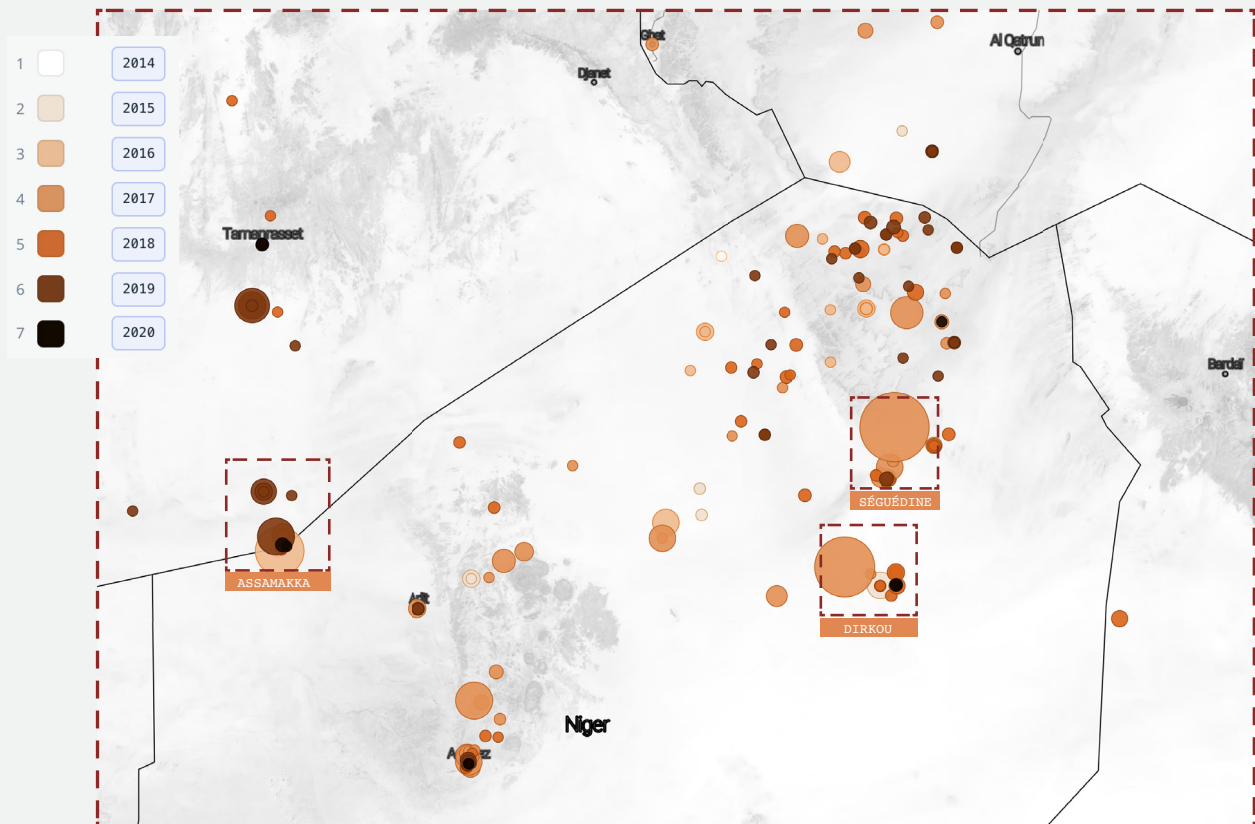 Ghat
Al Qatrun
Djanet
1 2014
2 2015
3 2016
4 2017
5 2018
6 2019
7 2020
Tamanrasset
Bardaï
SÉGUÉDINE
ASSAMAKKA
Arlit
DIRKOU
Niger